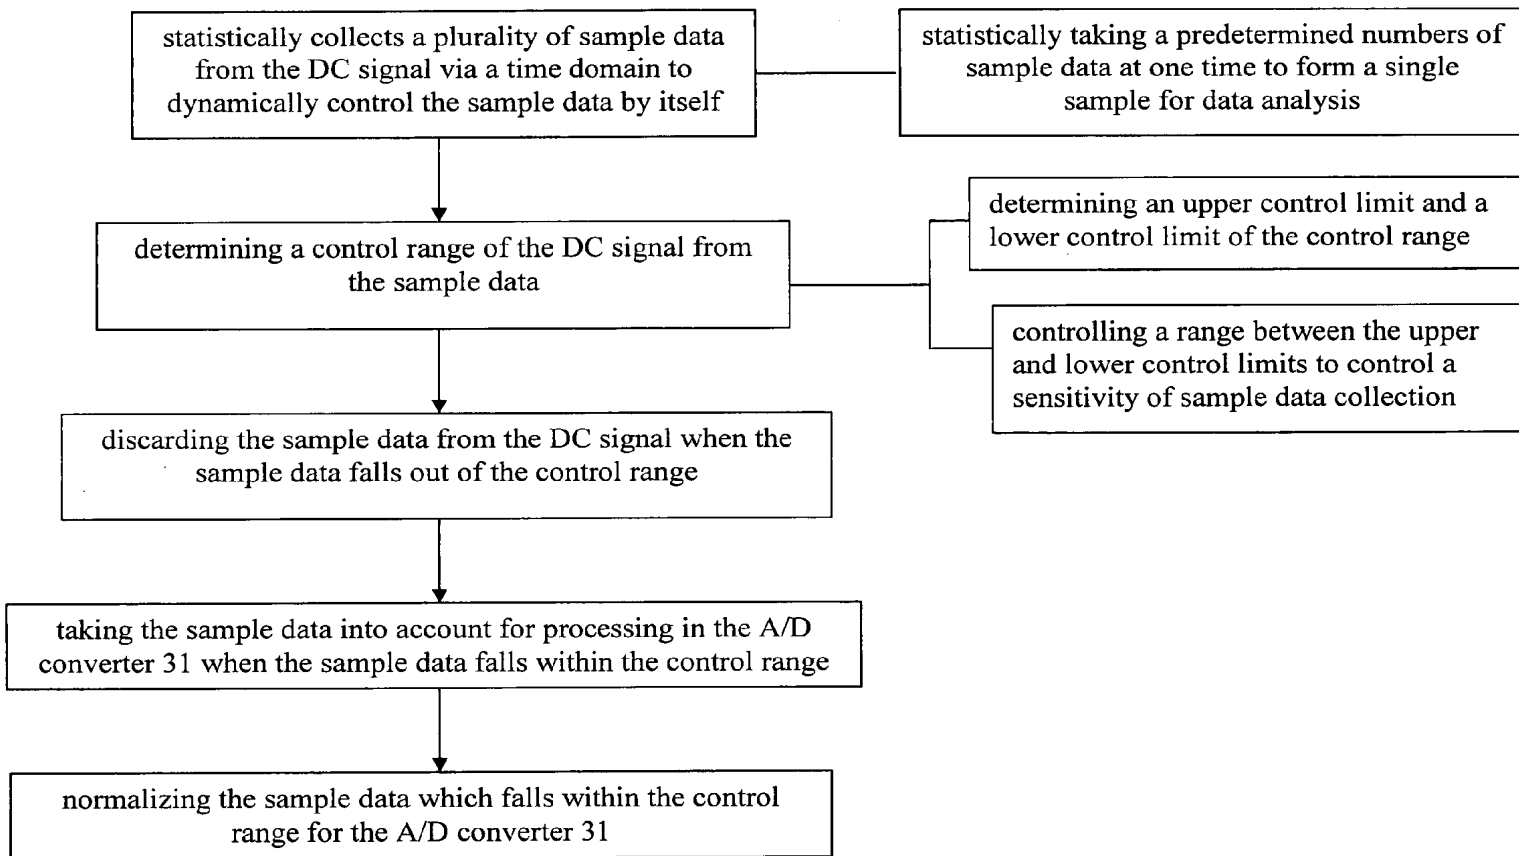 statistically collects a plurality of sample data
from the DC signal via a time domain to
dynamically control the sample data by itself
statistically taking a predetermined numbers of
sample data at one time to form a single
sample for data analysis
determining a control range of the DC signal from
the sample data
determining an upper control limit and a
lower control limit of the control range
controlling a range between the upper
and lower control limits to control a
sensitivity of sample data collection
discarding the sample data from the DC signal when the
sample data falls out of the control range
taking the sample data into account for processing in the A/D
converter 31 when the sample data falls within the control range
normalizing the sample data which falls within the control
range for the A/D converter 31